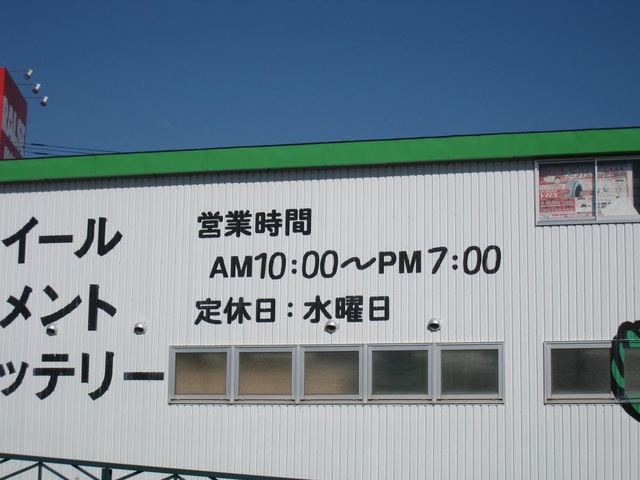 イール
メント
ッテリー
営業時間
AM10:00〜PM7:00
定休日：水曜日